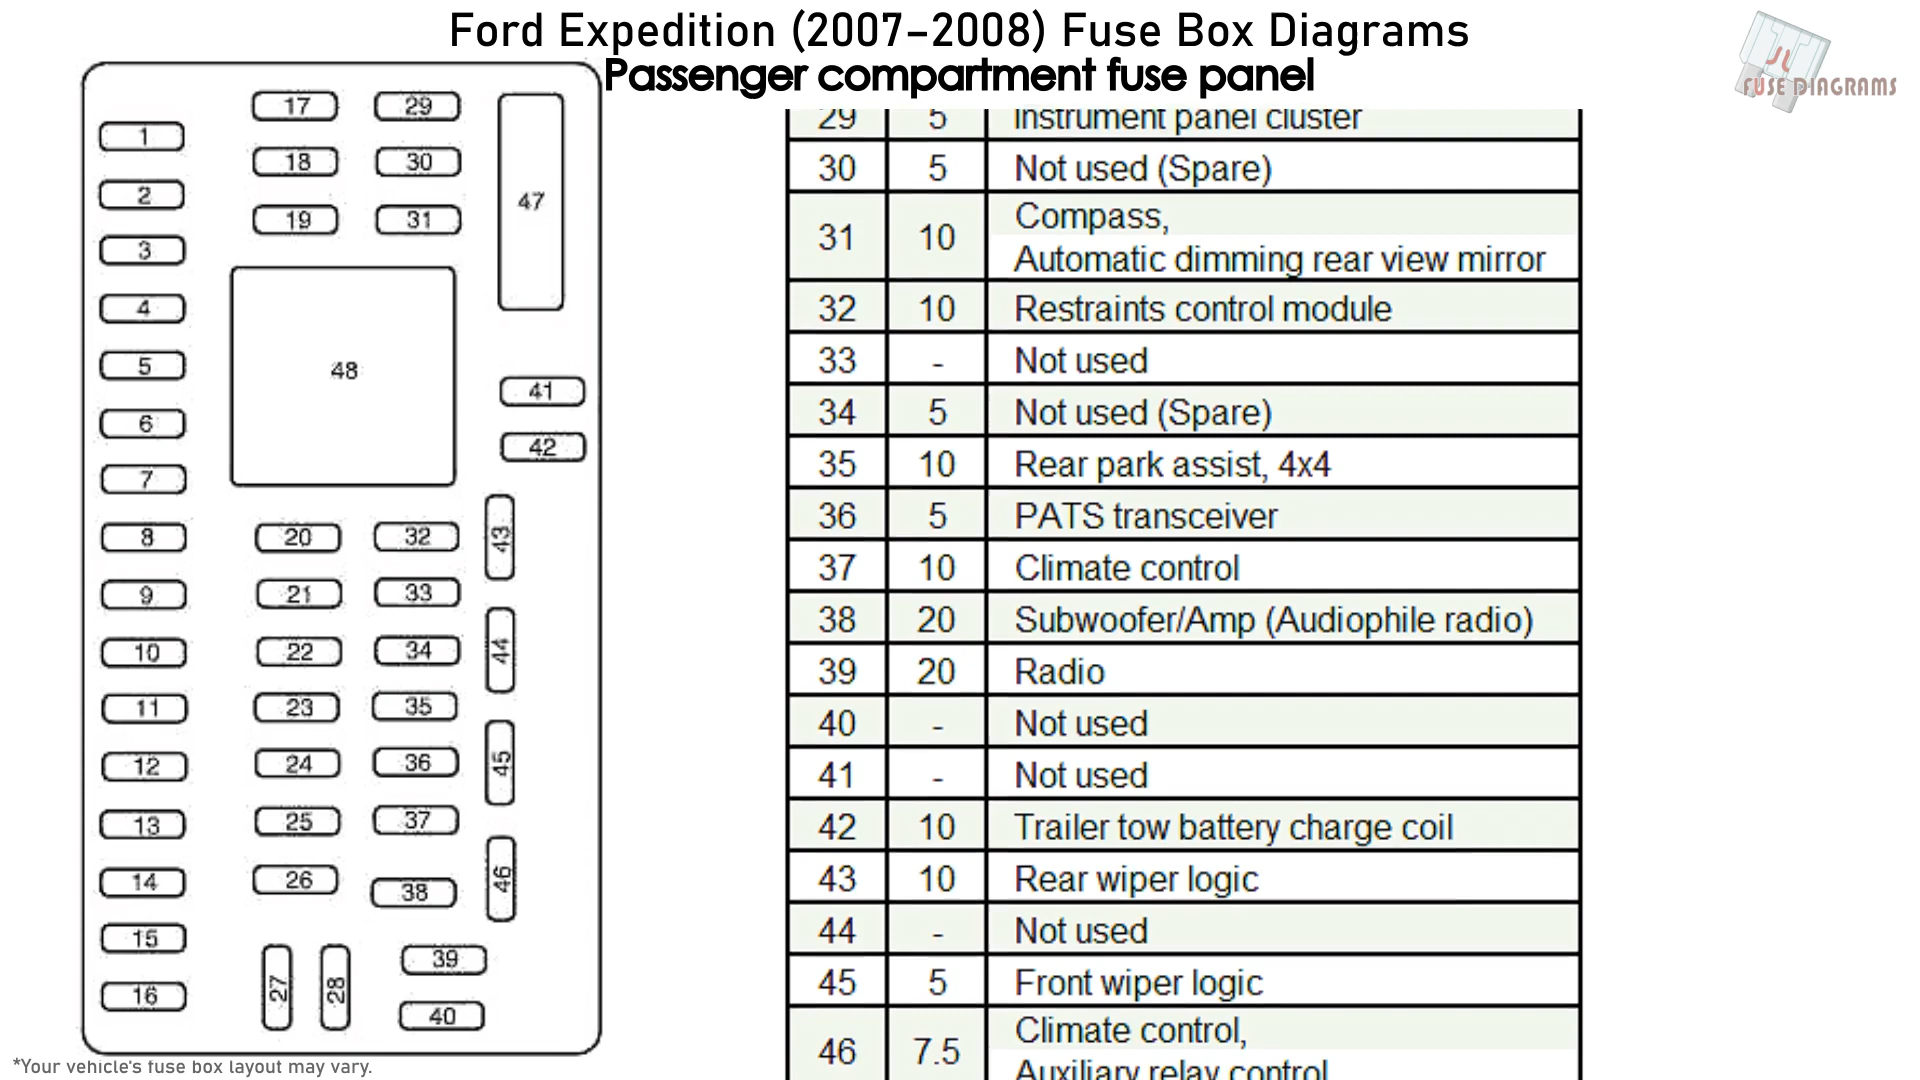 Ford Expedition (2007-2008) Fuse Box Diagrams
Passenger compartment fuse panel
FUSE DIAGRAMS
1
2
3
4
5
6
7
8
9
10
11
12
13
14
15
16
17
18
19
48
20
21
22
23
24
25
26
27
28
29
30
31
32
33
34
35
36
37
38
39
40
47
41
42
43
44
45
46
29 5 Instrument panel cluster
30 5 Not used (Spare)
31 10 Compass,
Automatic dimming rear view mirror
32 10 Restraints control module
33 - Not used
34 5 Not used (Spare)
35 10 Rear park assist, 4x4
36 5 PATS transceiver
37 10 Climate control
38 20 Subwoofer/Amp (Audiophile radio)
39 20 Radio
40 - Not used
41 - Not used
42 10 Trailer tow battery charge coil
43 10 Rear wiper logic
44 - Not used
45 5 Front wiper logic
46 7.5 Climate control,
Auxiliary relay control
*Your vehicle's fuse box layout may vary.